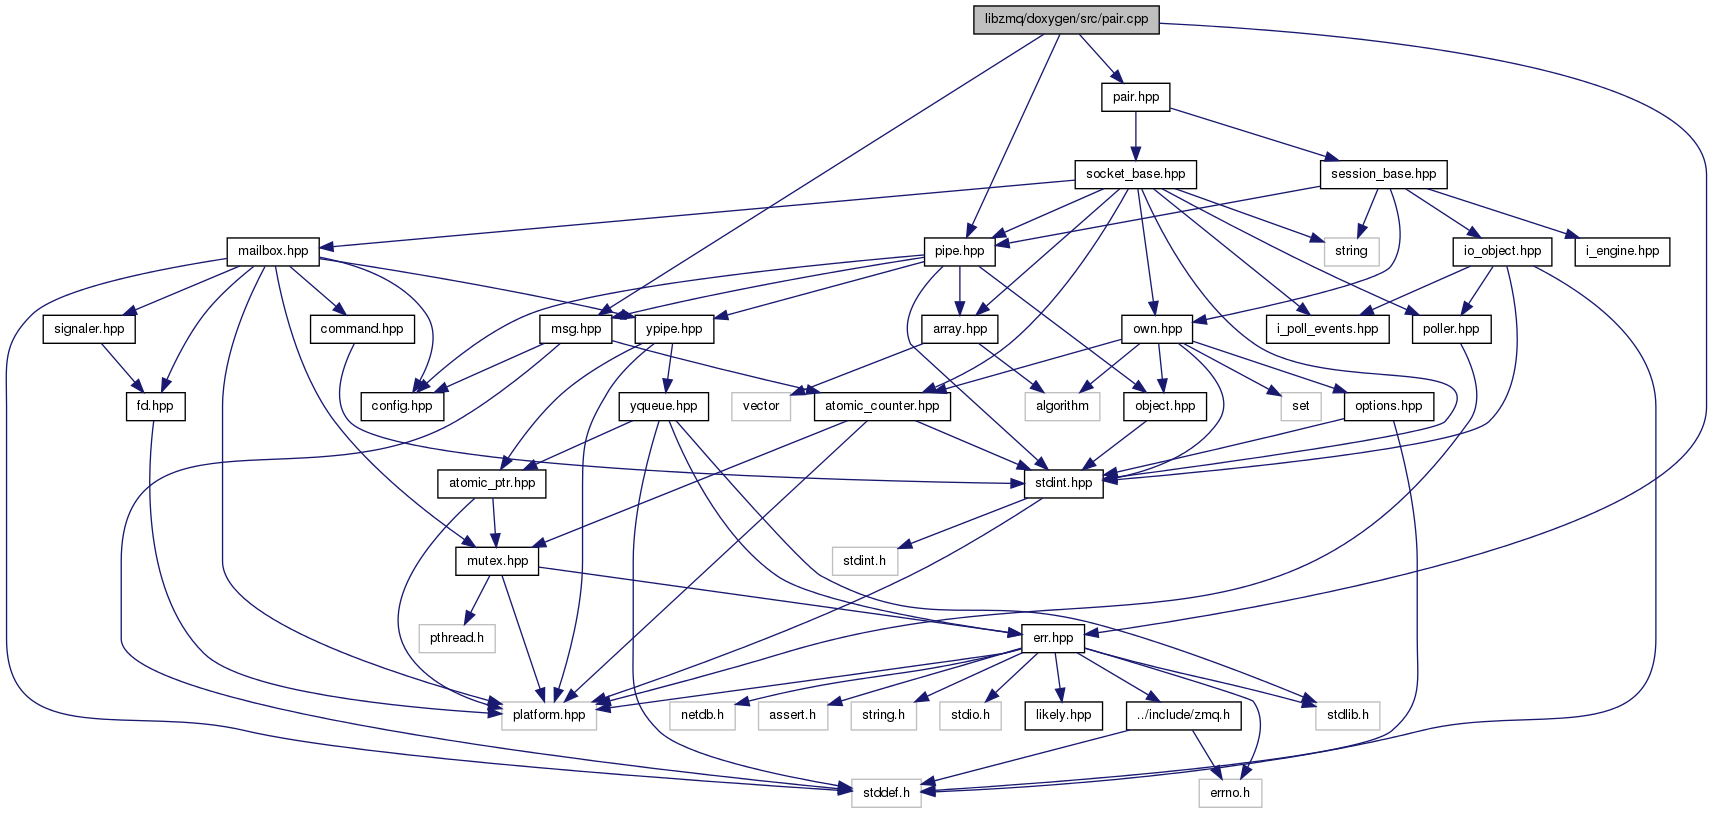 libzmq/doxygen/src/pair.cpp
pair.hpp
socket_base.hpp
session_base.hpp
mailbox.hpp
pipe.hpp
string
io_object.hpp
i_engine.hpp
signaler.hpp
command.hpp
msg.hpp
ypipe.hpp
array.hpp
own.hpp
i_poll_events.hpp
poller.hpp
fd.hpp
config.hpp
yqueue.hpp
vector
atomic_counter.hpp
algorithm
object.hpp
set
options.hpp
atomic_ptr.hpp
stdint.hpp
mutex.hpp
stdint.h
pthread.h
err.hpp
platform.hpp
netdb.h
assert.h
string.h
stdio.h
likely.hpp
../include/zmq.h
stdlib.h
stddef.h
errno.h